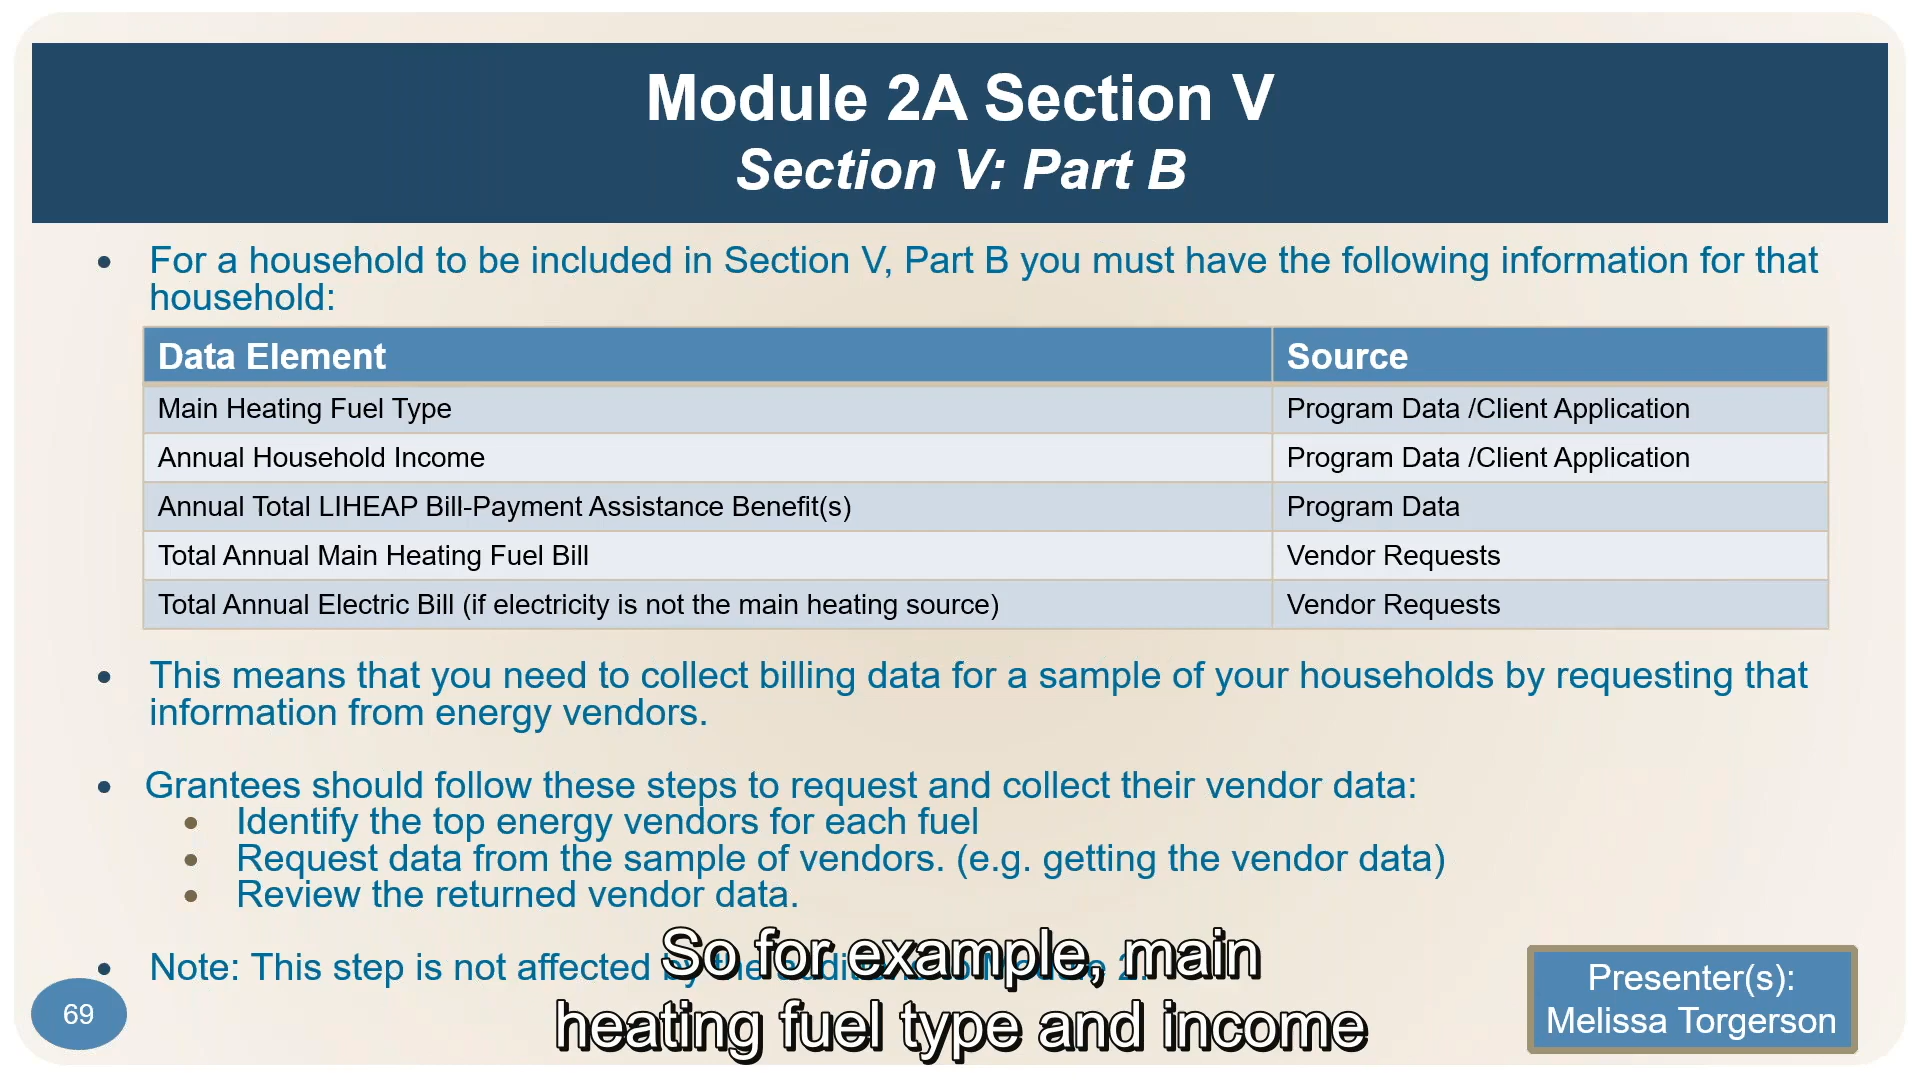 Module 2A Section V
Section V: Part B
• For a household to be included in Section V, Part B you must have the following information for that
household:
Data Element Source
Main Heating Fuel Type Program Data /Client Application
Annual Household Income Program Data /Client Application
Annual Total LIHEAP Bill-Payment Assistance Benefit(s) Program Data
Total Annual Main Heating Fuel Bill Vendor Requests
Total Annual Electric Bill (if electricity is not the main heating source) Vendor Requests
• This means that you need to collect billing data for a sample of your households by requesting that
information from energy vendors.
• Grantees should follow these steps to request and collect their vendor data:
• Identify the top energy vendors for each fuel
• Request data from the sample of vendors. (e.g. getting the vendor data)
• Review the returned vendor data.
• Note: This step is not affected by the
So for example, main
heating fuel type and income
69
Presenter(s):
Melissa Torgerson